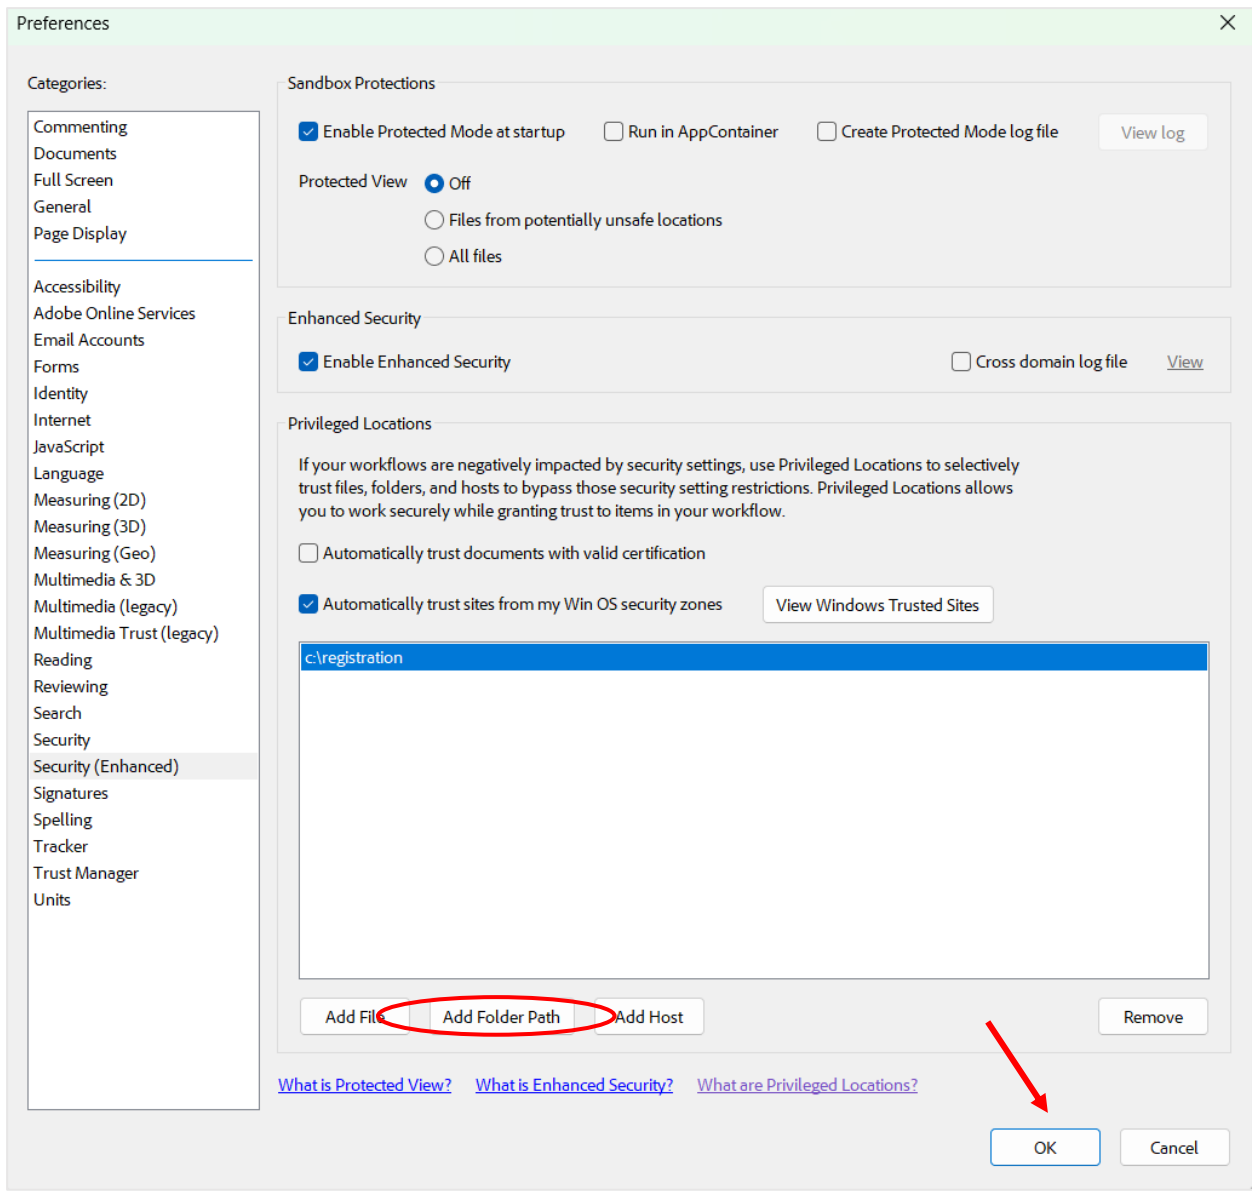 Preferences
Categories:
Commenting
Documents
Full Screen
General
Page Display
Accessibility
Adobe Online Services
Email Accounts
Forms
Identity
Internet
JavaScript
Language
Measuring (2D)
Measuring (3D)
Measuring (Geo)
Multimedia & 3D
Multimedia (legacy)
Multimedia Trust (legacy)
Reading
Reviewing
Search
Security
Security (Enhanced)
Signatures
Spelling
Tracker
Trust Manager
Units
Sandbox Protections
Enable Protected Mode at startup Run in AppContainer Create Protected Mode log file View log
Protected View Off
Files from potentially unsafe locations
All files
Enhanced Security
Enable Enhanced Security Cross domain log file View
Privileged Locations
If your workflows are negatively impacted by security settings, use Privileged Locations to selectively
trust files, folders, and hosts to bypass those security setting restrictions. Privileged Locations allows
you to work securely while granting trust to items in your workflow.
Automatically trust documents with valid certification
Automatically trust sites from my Win OS security zones View Windows Trusted Sites
c:\registration
Add File Add Folder Path Add Host Remove
What is Protected View? What is Enhanced Security? What are Privileged Locations?
OK Cancel